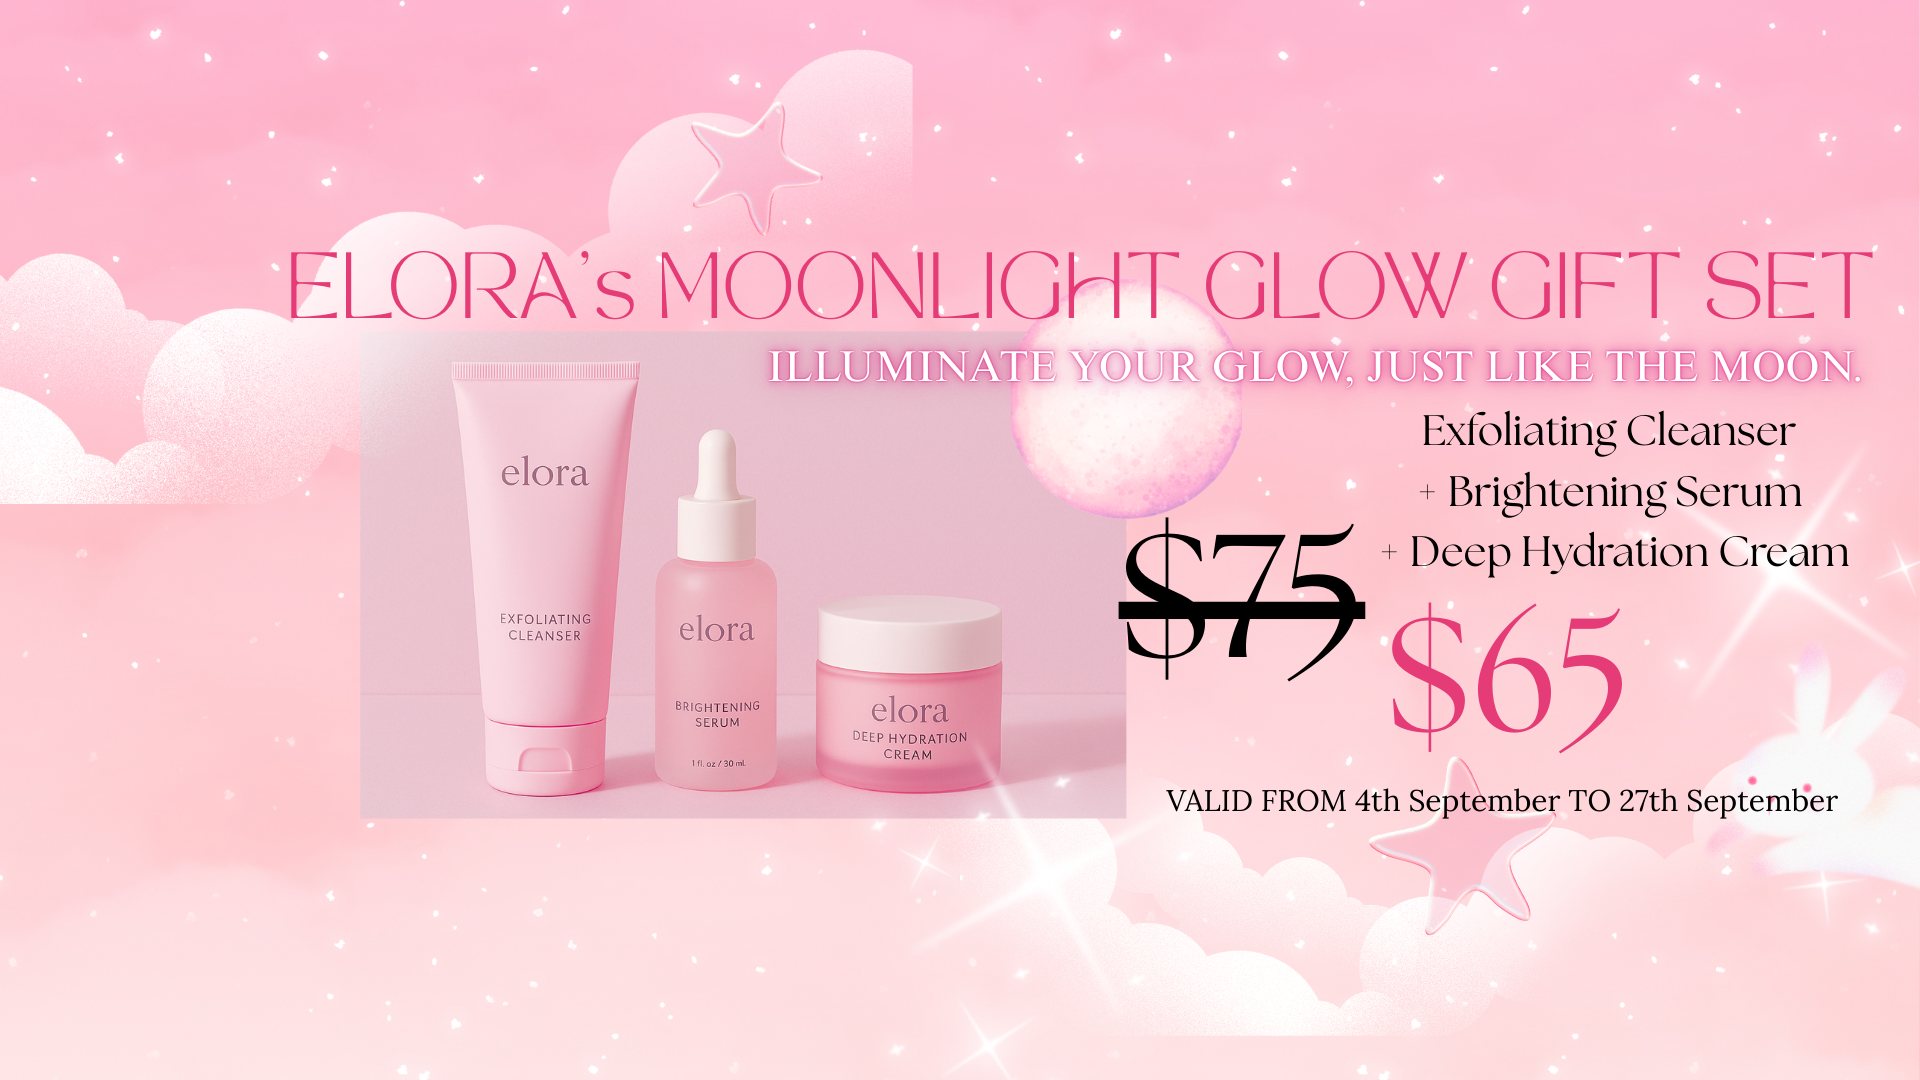 ELORA's MOONLIGhT GLOW GIFT SET
ILLUMINATE YOUR GLOW, JUST LIKE THE MOON.
Exfoliating Cleanser
+ Brightening Serum
+ Deep Hydration Cream
$75
$65
VALID FROM 4th September TO 27th September
elora
EXFOLIATING
CLEANSER
elora
BRIGHTENING
SERUM
1 fl. oz / 30 ml.
elora
DEEP HYDRATION
CREAM